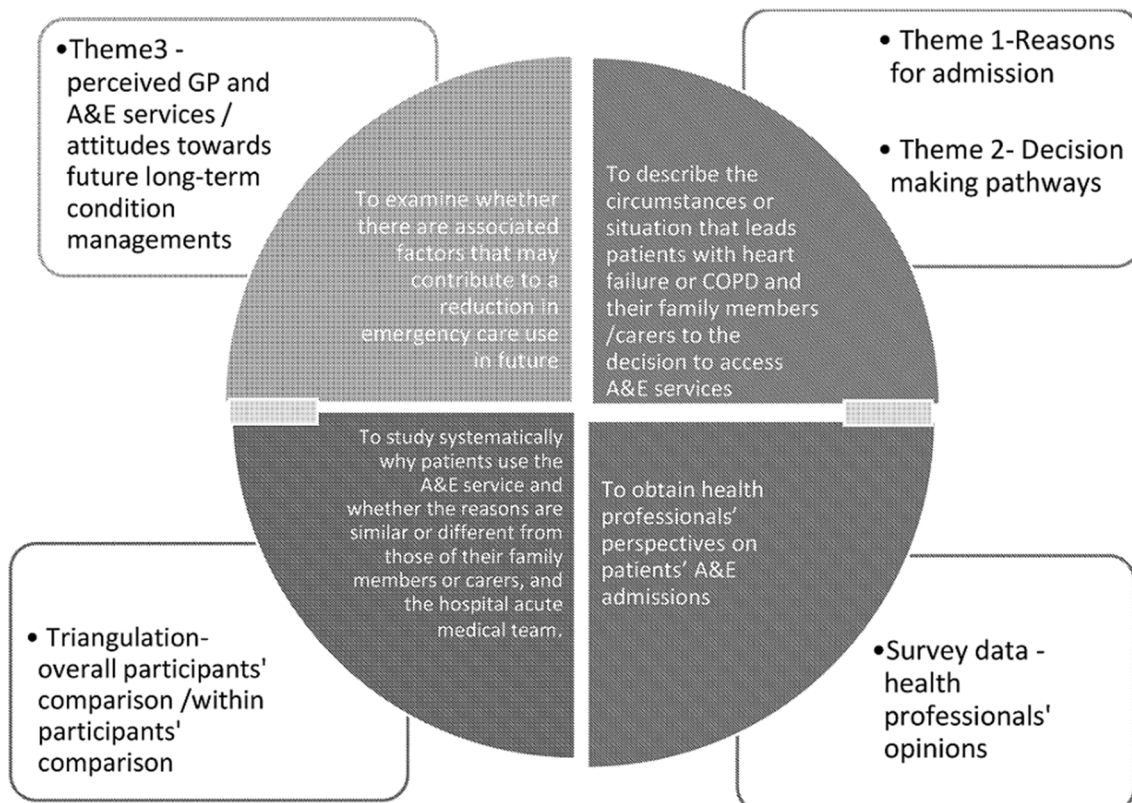 •Theme3 -
perceived GP and
A&E services /
attitudes towards
future long-term
condition
managements
• Theme 1-Reasons
for admission
• Theme 2- Decision
making pathways
To examine whether
there are associated
factors that may
contribute to a
reduction in
emergency care use
in future
To describe the
circumstances or
situation that leads
patients with heart
failure or COPD and
their family members
/carers to the
decision to access
A&E services
To study systematically
why patients use the
A&E service and
whether the reasons are
similar or different from
those of their family
members or carers, and
the hospital acute
medical team.
To obtain health
professionals’
perspectives on
patients’ A&E
admissions
• Triangulation-
overall participants'
comparison /within
participants'
comparison
•Survey data -
health
professionals'
opinions